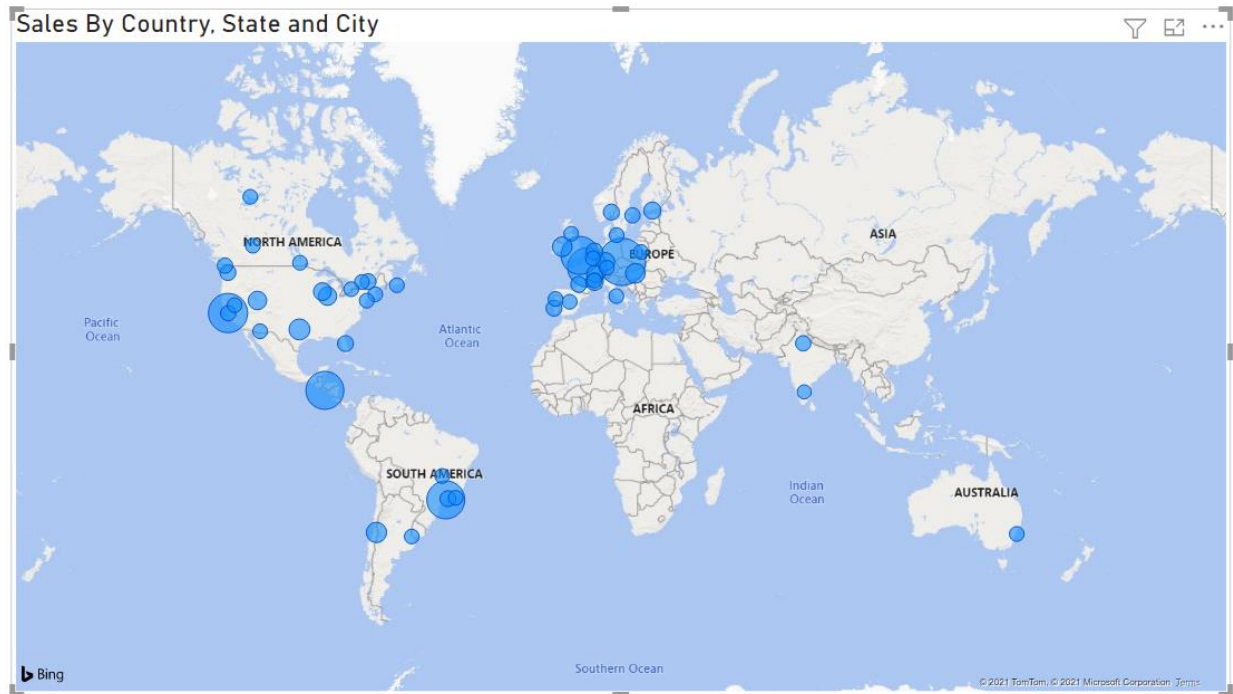 Sales By Country, State and City
NORTH AMERICA
EUROPE
ASIA
Pacific
Ocean
Atlantic
Ocean
AFRICA
SOUTH AMERICA
Indian
Ocean
AUSTRALIA
Southern Ocean
Bing
© 2021 TomTom, © 2021 Microsoft Corporation Terms